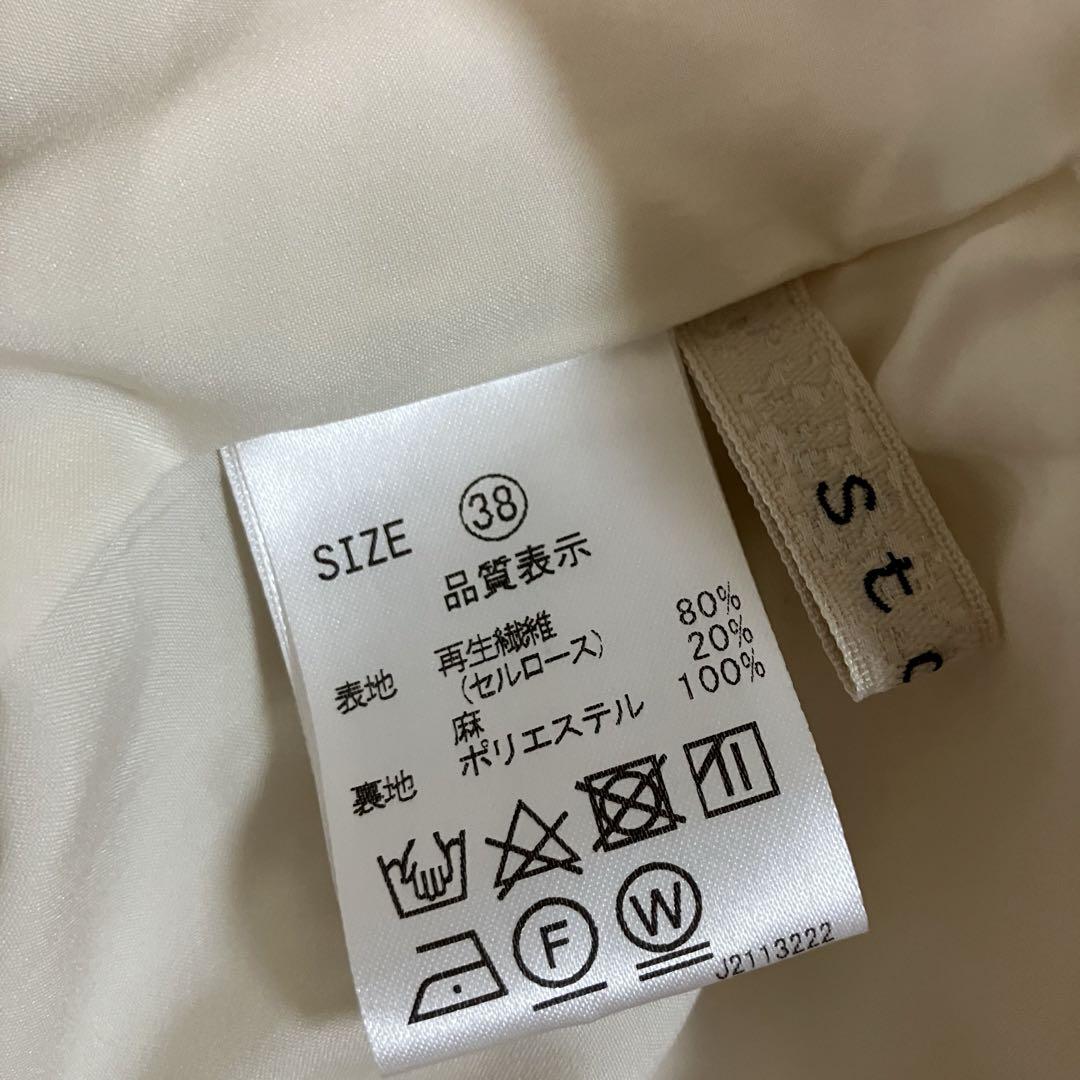 SIZE 38
品質表示
表地 再生繊維 80%
(セルロース)
麻 20%
裏地 ポリエステル 100%
F W
J2113222
St